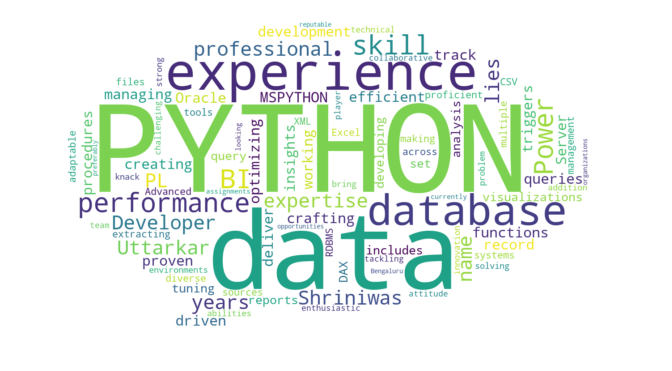 reputable
development technical
professional skill track
collaborative
strong
experience lies
files
managing Oracle MSPYTHON efficient proficient CSV
tools
PYTHON
adaptable
procedures
preferably
challenging
creating
query
PL BI
Advanced
knack
optimizing
insights
XML
working
player
Excel
developing
making
across
set
analysis
multiple
Power
triggers
Server
management
organizations
looking
assignments
bring
currently
problem
queries
addition
visualizations
performance expertise database
team Developer deliver crafting opportunities functions
extracting
Uttarkar
proven
environments
diverse
sources
data
RDBMS
includes
tackling
DAX
Bengaluru
name
innovation
record
systems
solving
tuning
years reports Shriniwas attitude
abilities enthusiastic
driven